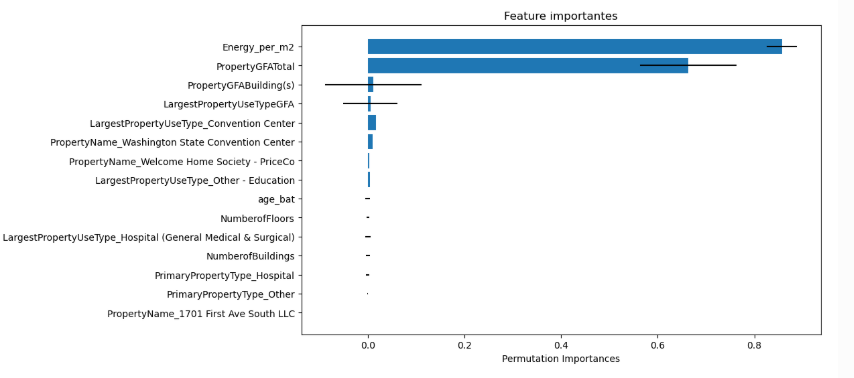 Feature importantes
Energy_per_m2
PropertyGFATotal
PropertyGFABuilding(s)
LargestPropertyUseTypeGFA
LargestPropertyUseType_Convention Center
PropertyName_Washington State Convention Center
PropertyName_Welcome Home Society - PriceCo
LargestPropertyUseType_Other - Education
age_bat
NumberofFloors
LargestPropertyUseType_Hospital (General Medical & Surgical)
NumberofBuildings
PrimaryPropertyType_Hospital
PrimaryPropertyType_Other
PropertyName_1701 First Ave South LLC
0.0 0.2 0.4 0.6 0.8
Permutation Importances